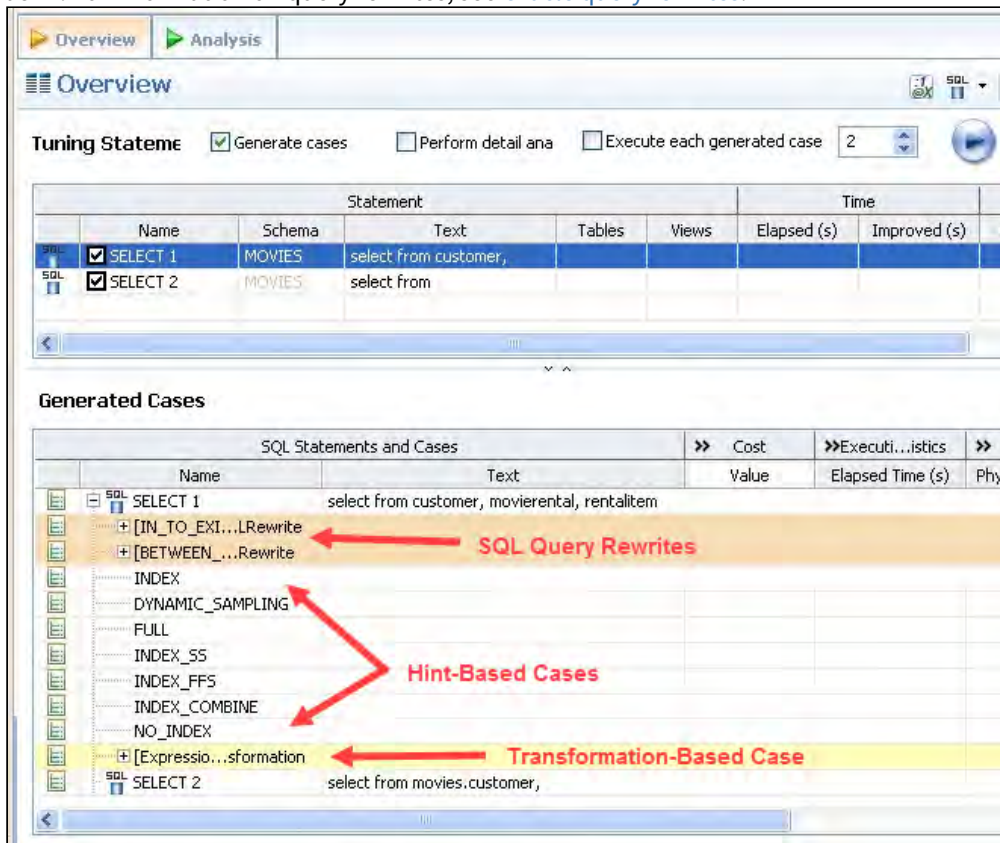 Overview Analysis
Overview
Tuning Stateme Generate cases Perform detail ana Execute each generated case 2
Statement Time
Name Schema Text Tables Views Elapsed (s) Improved (s)
SQL SELECT 1 MOVIES select from customer,
SQL SELECT 2 MOVIES select from
Generated Cases
SQL Statements and Cases >> Cost >>Executi...istics >>
Name Text Value Elapsed Time (s) Phy
SQL SELECT 1 select from customer, movierental, rentalitem
[IN_TO_EXI...LRewrite
SQL Query Rewrites
[BETWEEN_...Rewrite
INDEX
DYNAMIC_SAMPLING
FULL
INDEX_SS
Hint-Based Cases
INDEX_FFS
INDEX_COMBINE
NO_INDEX
[Expressio...sformation Transformation-Based Case
SQL SELECT 2 select from movies.customer,